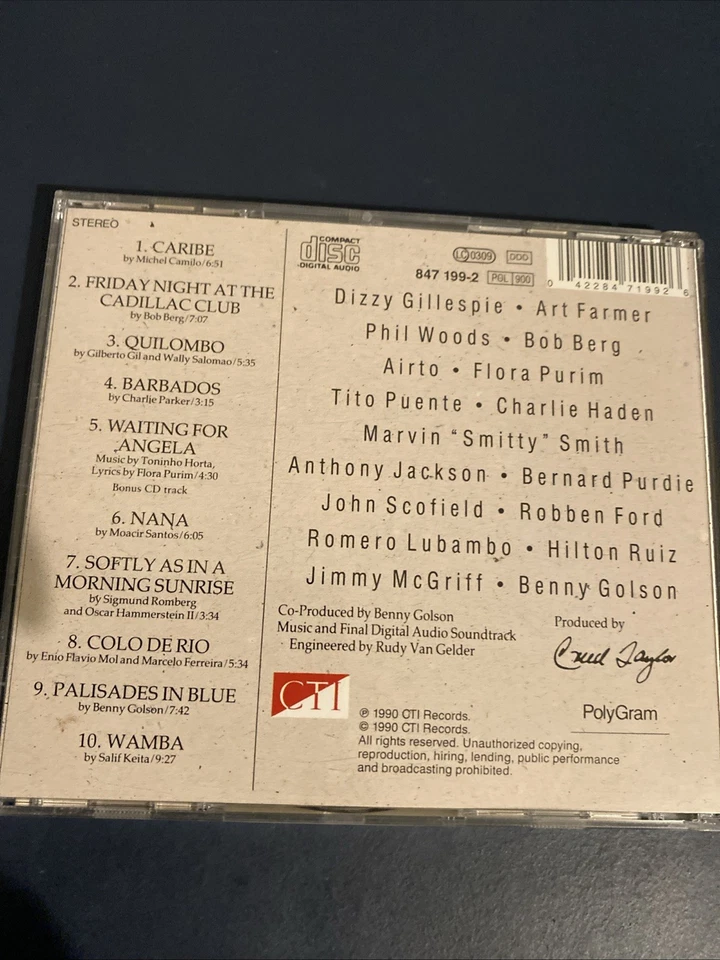 STEREO
1. CARIBE
by Michel Camilo/6:51
2. FRIDAY NIGHT AT THE
CADILLAC CLUB
by Bob Berg/7:07
3. QUILOMBO
by Gilberto Gil and Wally Salomao/5:35
4. BARBADOS
by Charlie Parker/3:15
5. WAITING FOR
ANGELA
Music by Toninho Horta,
Lyrics by Flora Purim/4:30
Bonus CD track
6. NANA
by Moacir Santos/6:05
7. SOFTLY AS IN A
MORNING SUNRISE
by Sigmund Romberg
and Oscar Hammerstein II/3:34
8. COLO DE RIO
by Enio Flavio Mol and Marcelo Ferreira/5:34
9. PALISADES IN BLUE
by Benny Golson/7:42
10. WAMBA
by Salif Keita/9:27
COMPACT
disc
DIGITAL AUDIO
LC 0309 DDD
847 199-2 PGL 900
0 42284 71992 6
Dizzy Gillespie • Art Farmer
Phil Woods • Bob Berg
Airto • Flora Purim
Tito Puente • Charlie Haden
Marvin "Smitty" Smith
Anthony Jackson • Bernard Purdie
John Scofield • Robben Ford
Romero Lubambo • Hilton Ruiz
Jimmy McGriff • Benny Golson
Co-Produced by Benny Golson
Music and Final Digital Audio Soundtrack
Engineered by Rudy Van Gelder
Produced by
Creed Taylor
CTI
PolyGram
℗ 1990 CTI Records.
© 1990 CTI Records.
All rights reserved. Unauthorized copying,
reproduction, hiring, lending, public performance
and broadcasting prohibited.